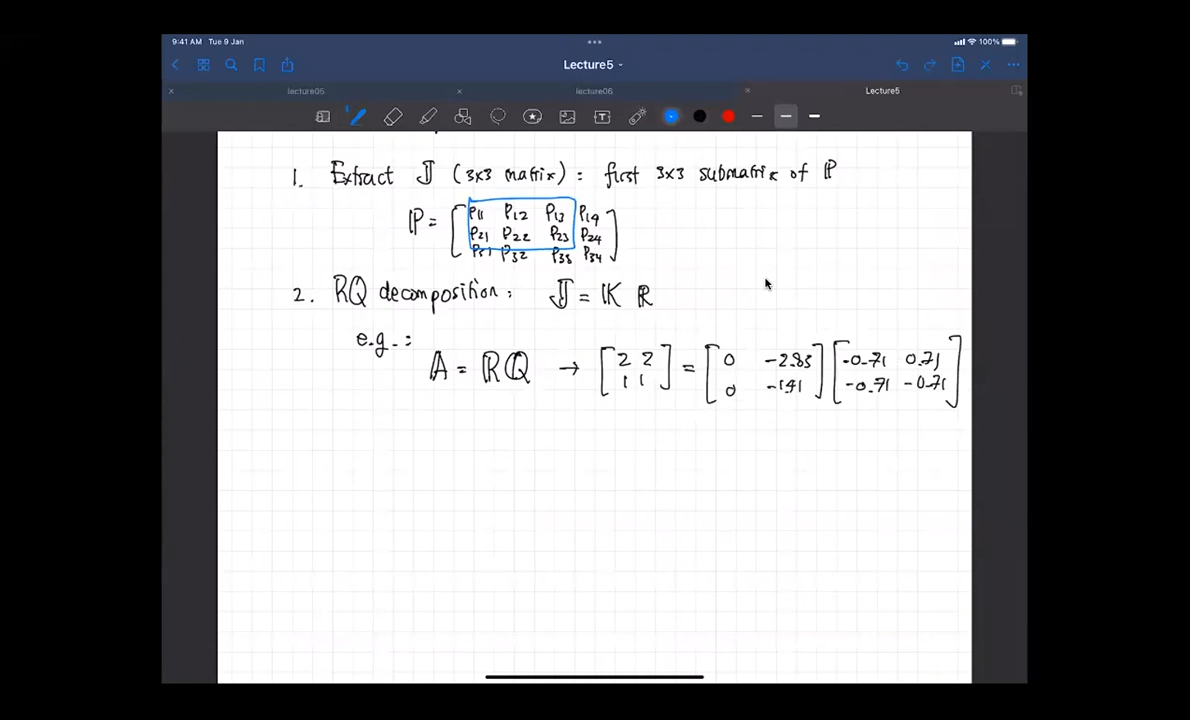 9:41 AM Tue 9 Jan
100%
Lecture5
lecture05
lecture06
Lecture5
1. Extract J (3x3 matrix) : first 3x3 submatrix of P
P = [ P11 P12 P13 P14
P21 P22 P23 P24
P31 P32 P33 P34 ]
2. RQ decomposition : J = K R
e.g. :
A = RQ → [ 2 2 ] = [ 0 -2.83 ] [ -0.71 0.71 ]
[ 1 1 ] [ 0 -1.41 ] [ -0.71 -0.71 ]